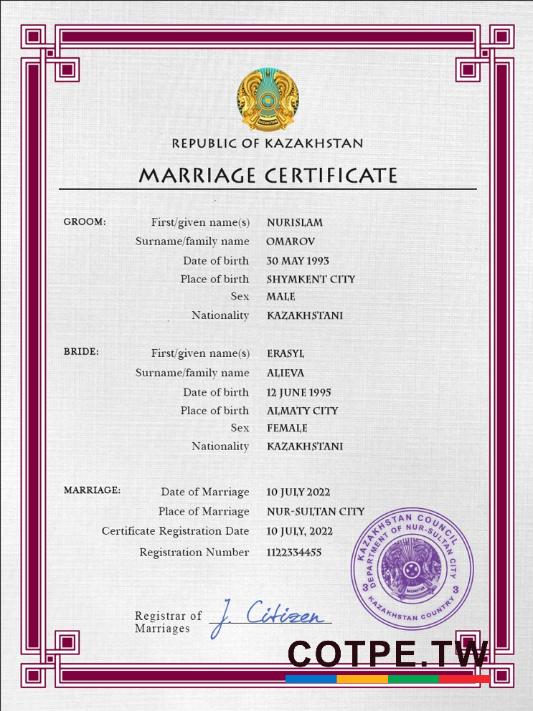 REPUBLIC OF KAZAKHSTAN
MARRIAGE CERTIFICATE
GROOM: First/given name(s) NURISLAM
Surname/family name OMAROV
Date of birth 30 MAY 1993
Place of birth SHYMKENT CITY
Sex MALE
Nationality KAZAKHSTANI
BRIDE: First/given name(s) ERASYL
Surname/family name ALIEVA
Date of birth 12 JUNE 1995
Place of birth ALMATY CITY
Sex FEMALE
Nationality KAZAKHSTANI
MARRIAGE: Date of Marriage 10 JULY 2022
Place of Marriage NUR-SULTAN CITY
Certificate Registration Date 10 JULY, 2022
Registration Number 1122334455
KAZAKHSTAN COUNCIL
DEPARTMENT OF NUR-SULTAN CITY
3 3
KAZAKHSTAN COUNTRY
Registrar of J. Citizen
Marriages
COTPE.TW